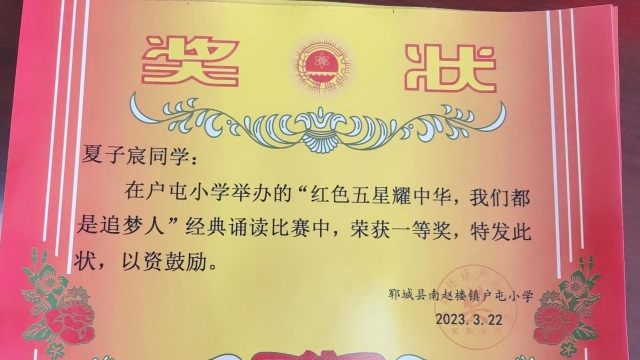 奖 状
夏子宸同学:
在户屯小学举办的“红色五星耀中华,我们都
是追梦人”经典诵读比赛中,荣获一等奖,特发此
状,以资鼓励。
郓城县南赵楼镇户屯小学
2023.3.22